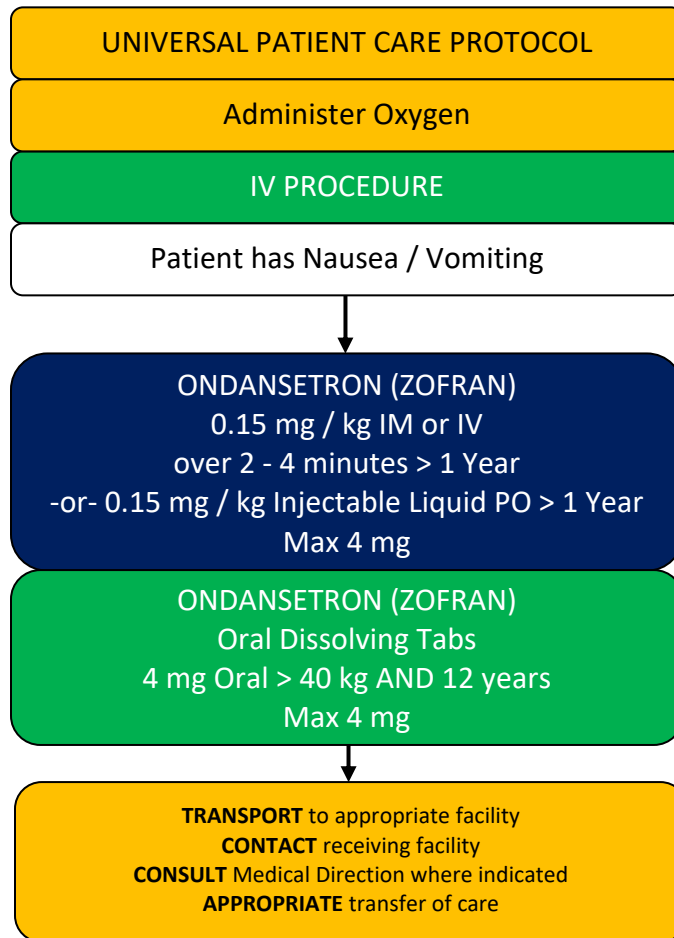 UNIVERSAL PATIENT CARE PROTOCOL
Administer Oxygen
IV PROCEDURE
Patient has Nausea / Vomiting
ONDANSETRON (ZOFRAN)
0.15 mg / kg IM or IV
over 2 - 4 minutes > 1 Year
-or- 0.15 mg / kg Injectable Liquid PO > 1 Year
Max 4 mg
ONDANSETRON (ZOFRAN)
Oral Dissolving Tabs
4 mg Oral > 40 kg AND 12 years
Max 4 mg
TRANSPORT to appropriate facility
CONTACT receiving facility
CONSULT Medical Direction where indicated
APPROPRIATE transfer of care